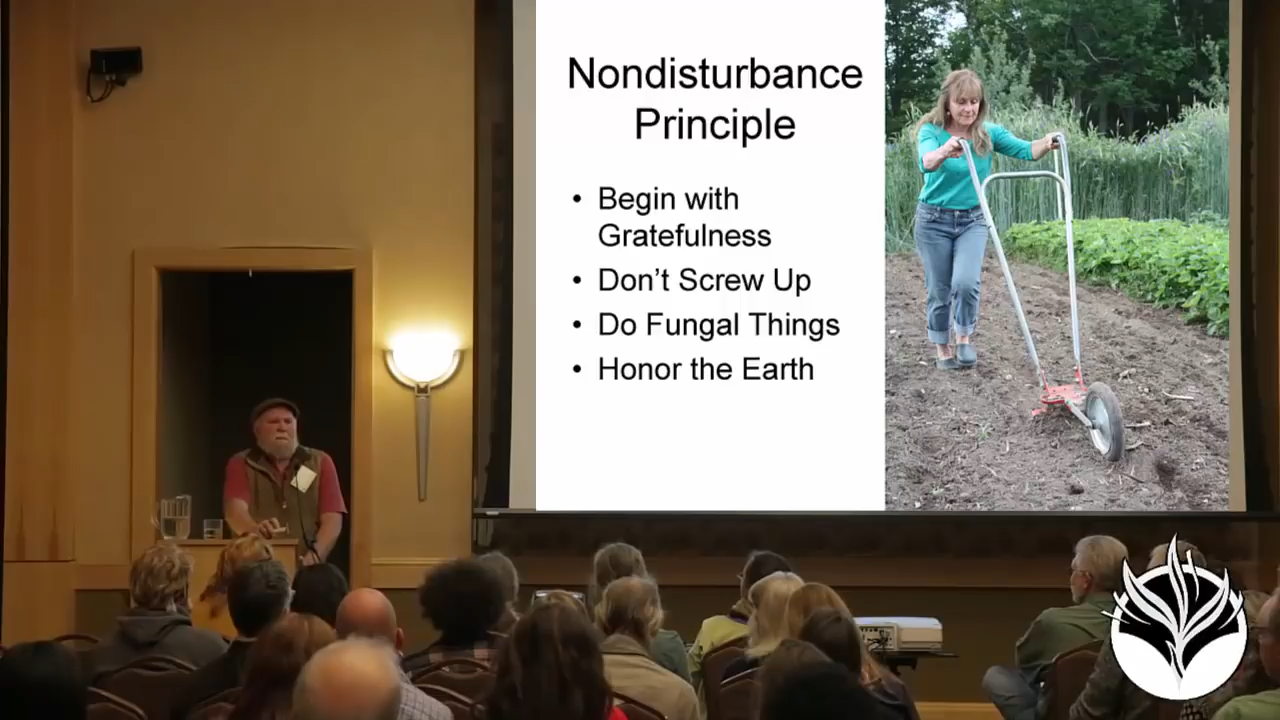 Nondisturbance
Principle
• Begin with
Gratefulness
• Don't Screw Up
• Do Fungal Things
• Honor the Earth